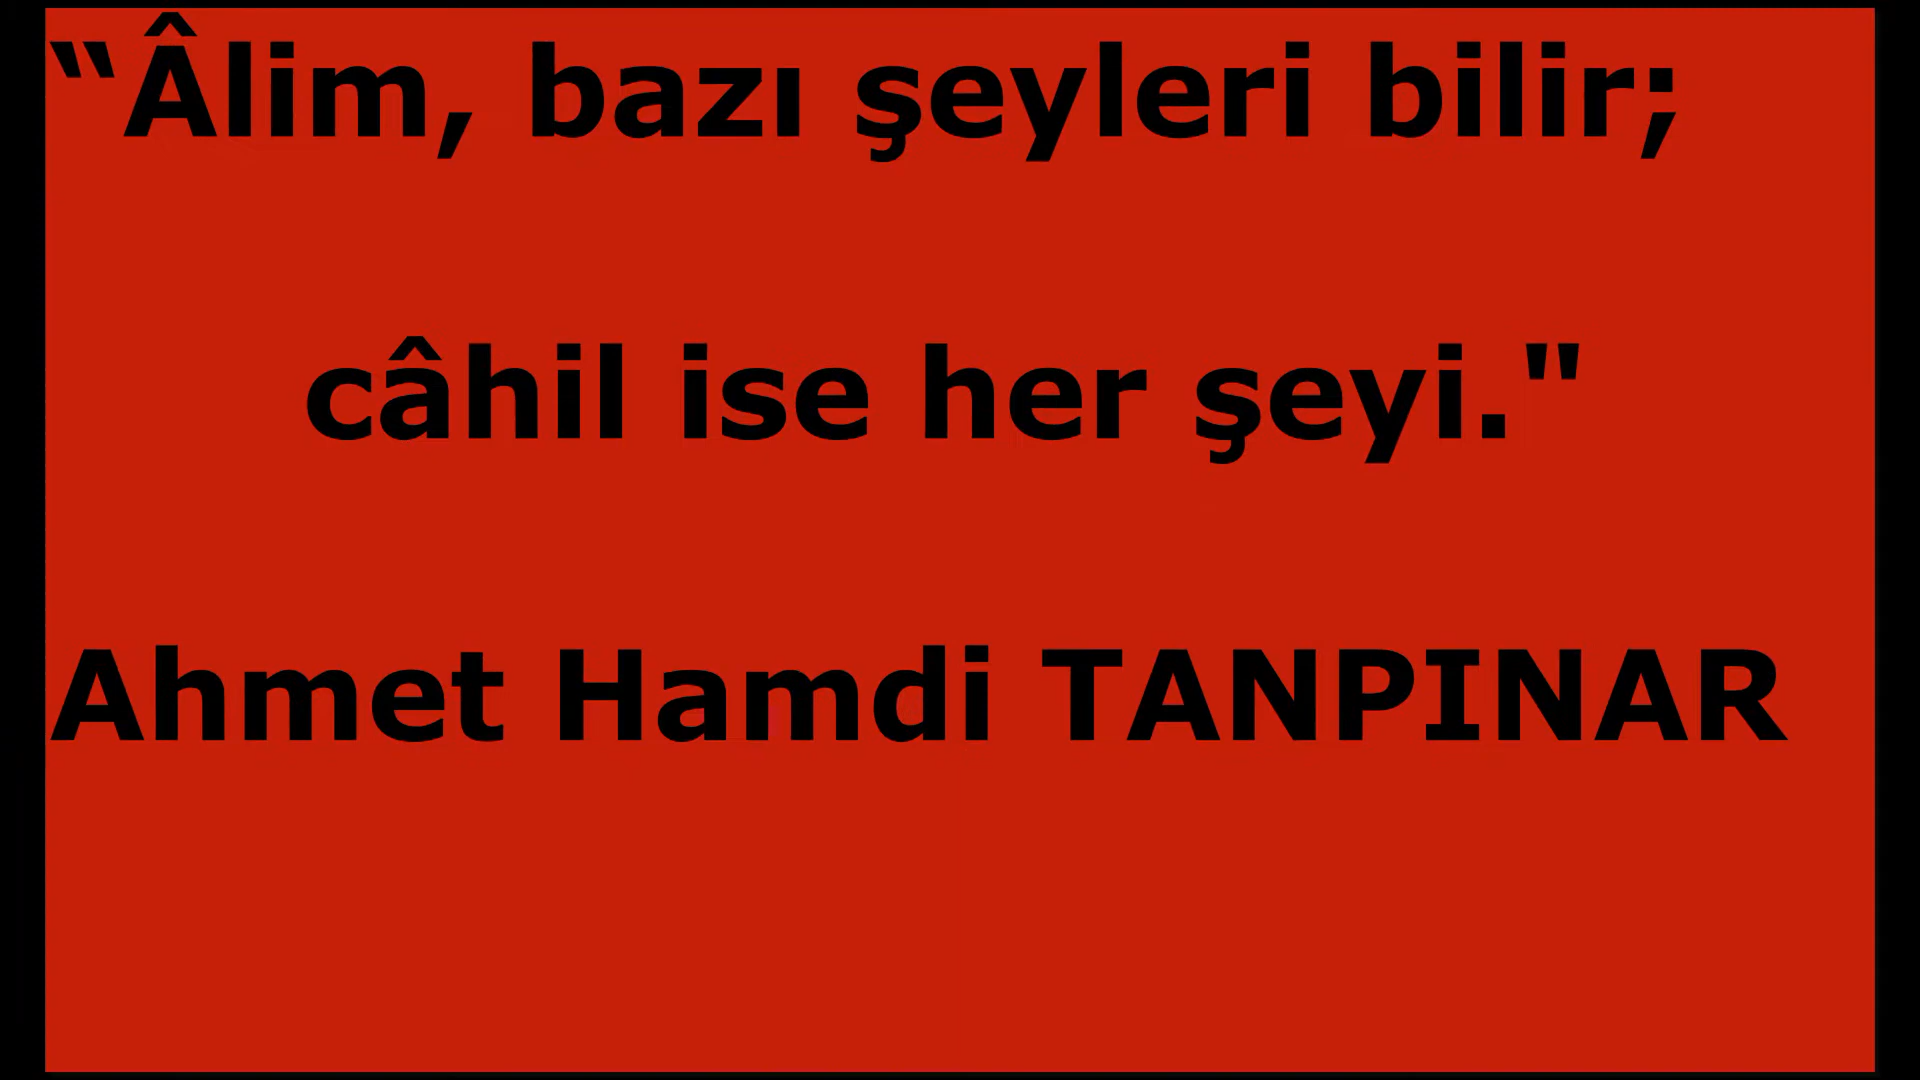 “Âlim, bazı şeyleri bilir;
câhil ise her şeyi."
Ahmet Hamdi TANPINAR